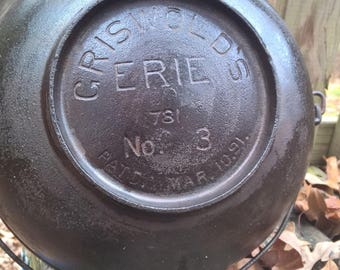 GRISWOLD'S
ERIE
781
No. 3
PAT'D. MAR. 10.91.